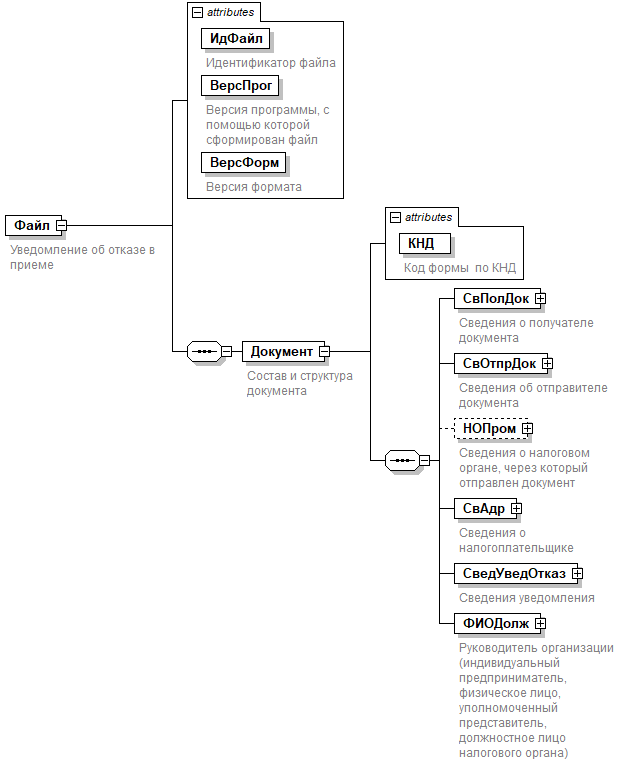 attributes
ИдФайл
Идентификатор файла
ВерсПрог
Версия программы, с
помощью которой
сформирован файл
ВерсФорм
Версия формата
Файл
Уведомление об отказе в
приеме
Документ
Состав и структура
документа
attributes
КНД
Код формы по КНД
СвПолДок
Сведения о получателе
документа
СвОтпрДок
Сведения об отправителе
документа
НОПром
Сведения о налоговом
органе, через который
отправлен документ
СвАдр
Сведения о
налогоплательщике
СведУведОтказ
Сведения уведомления
ФИОДолж
Руководитель организации
(индивидуальный
предприниматель,
физическое лицо,
уполномоченный
представитель,
должностное лицо
налогового органа)